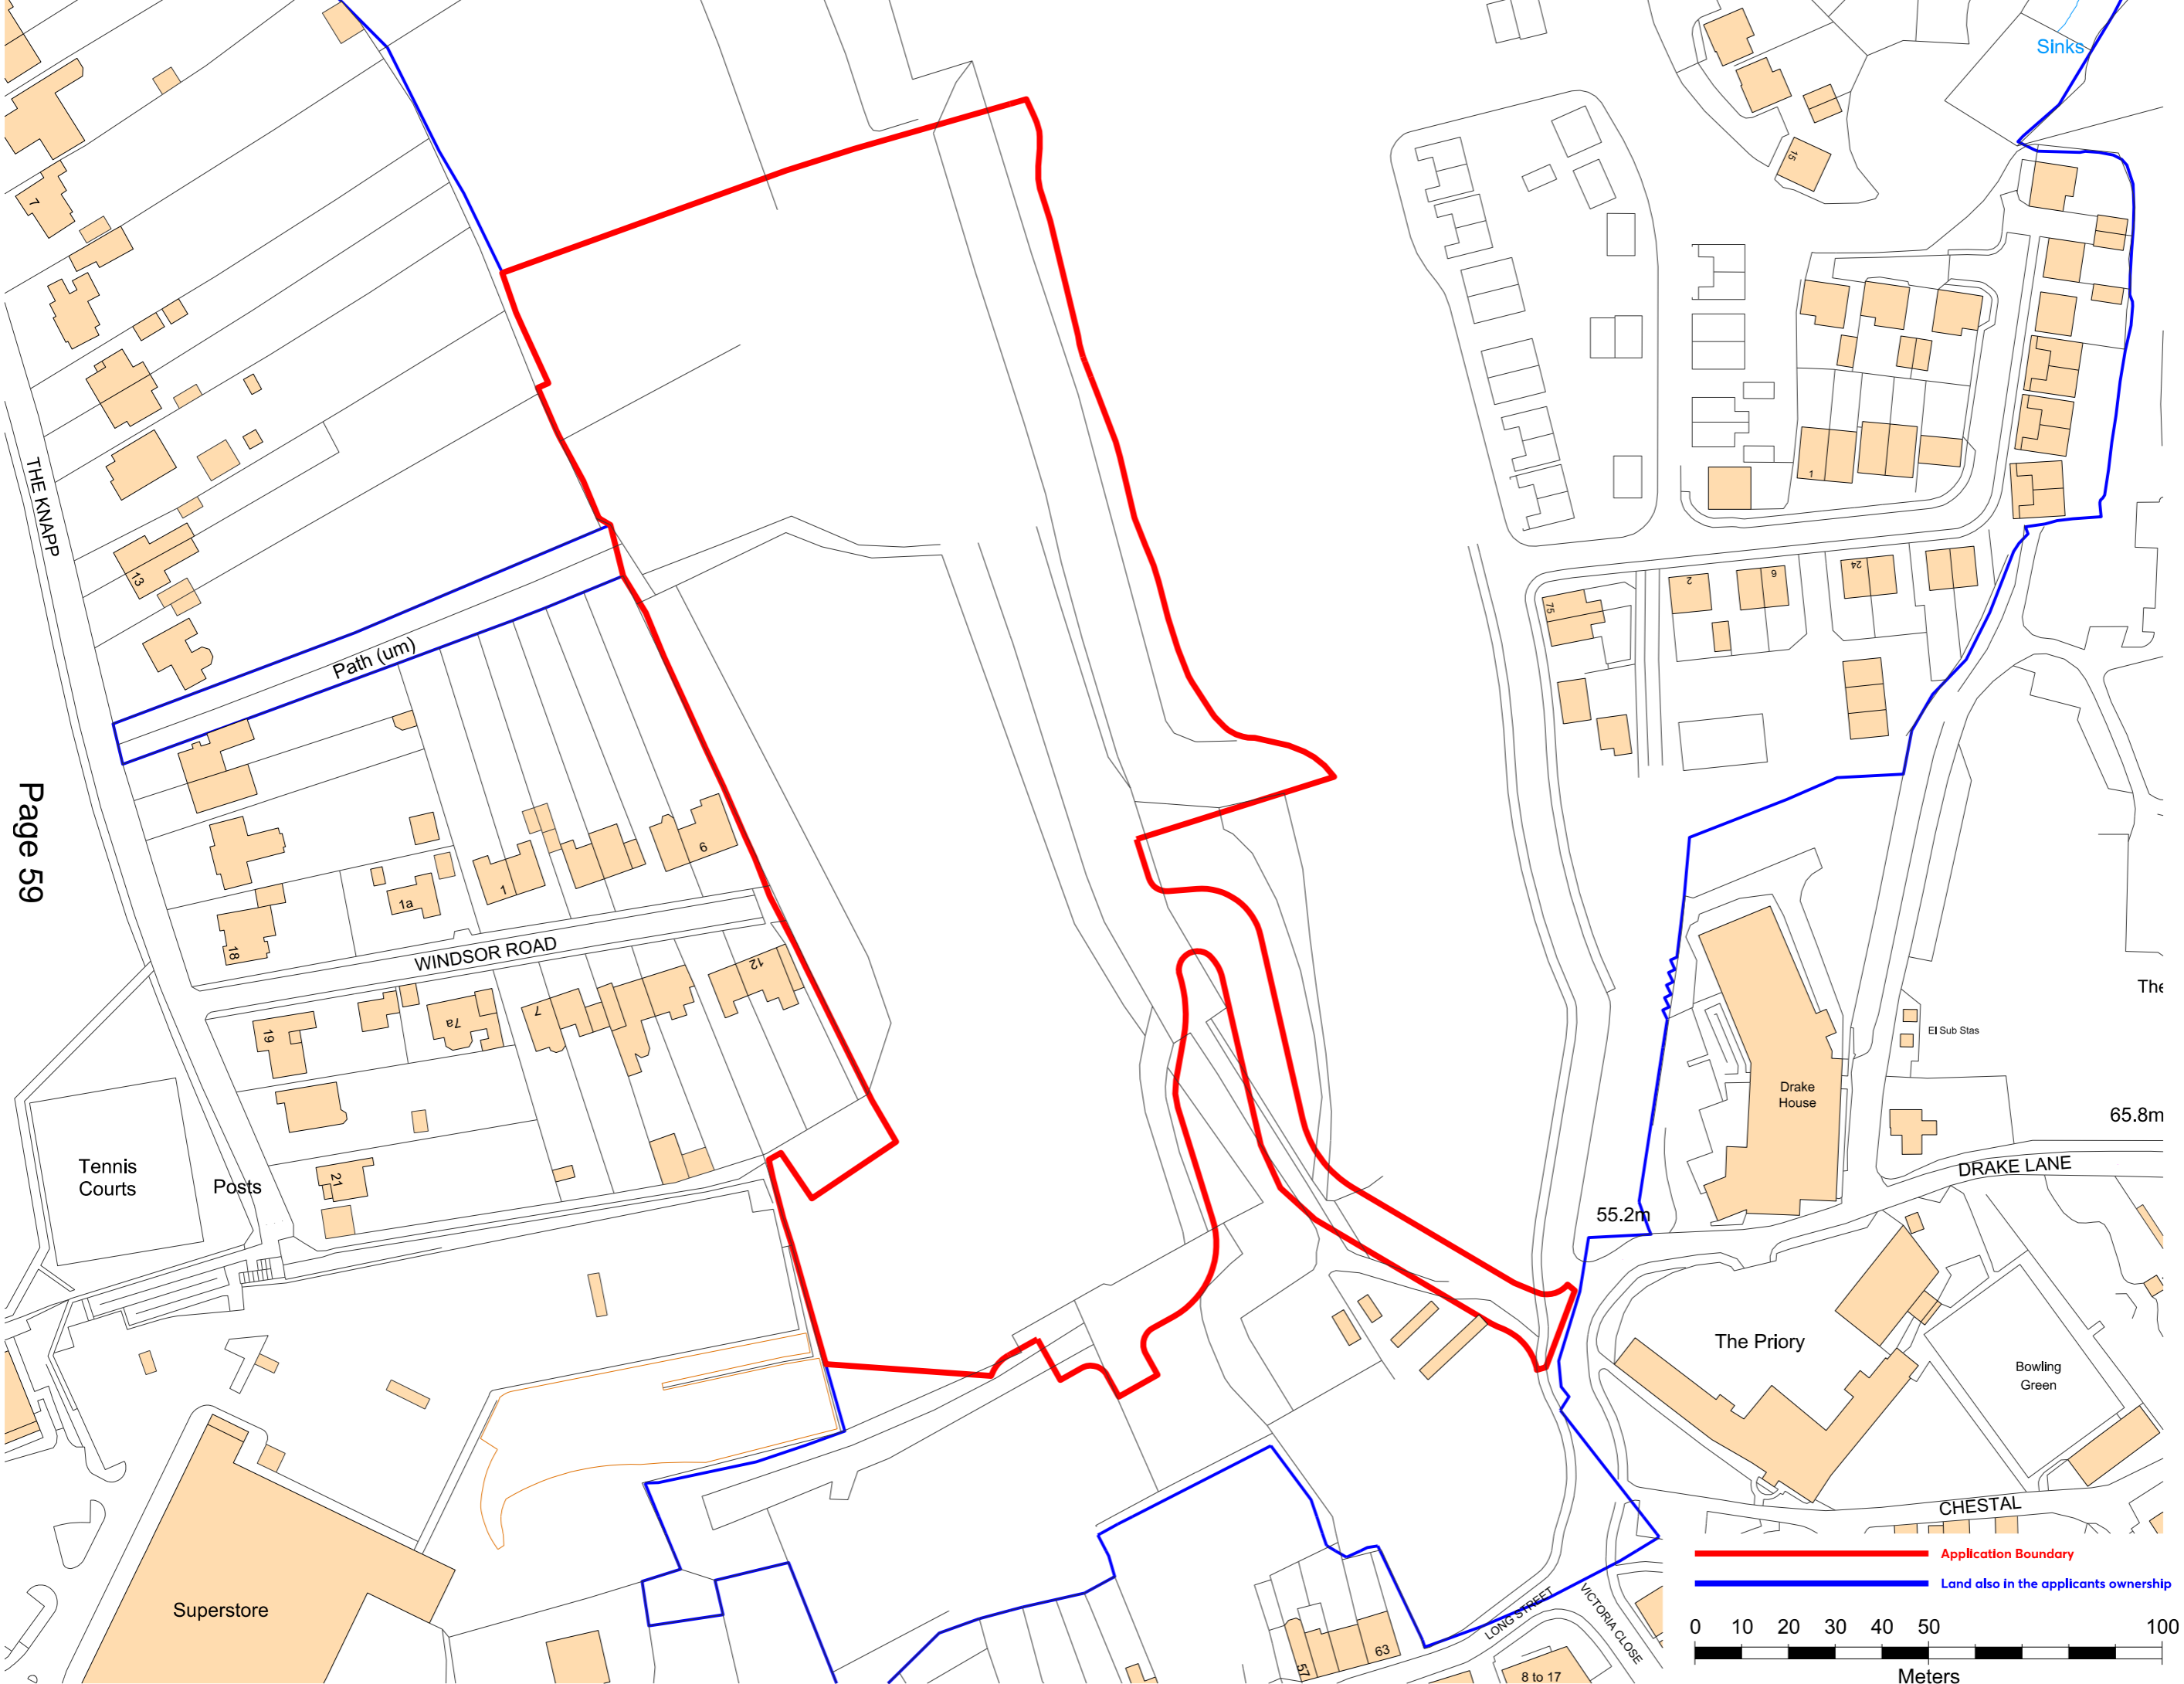 Sinks
15
7
THE KNAPP
13
Path (um)
75
2
6
24
1
Page 59
18
1a
1
6
WINDSOR ROAD
19
7a
7
12
21
Tennis
Courts
Posts
Superstore
Drake
House
El Sub Stas
The
65.8m
DRAKE LANE
55.2m
The Priory
Bowling
Green
CHESTAL
57
63
LONG STREET
VICTORIA CLOSE
8 to 17
Application Boundary
Land also in the applicants ownership
0 10 20 30 40 50 100
Meters